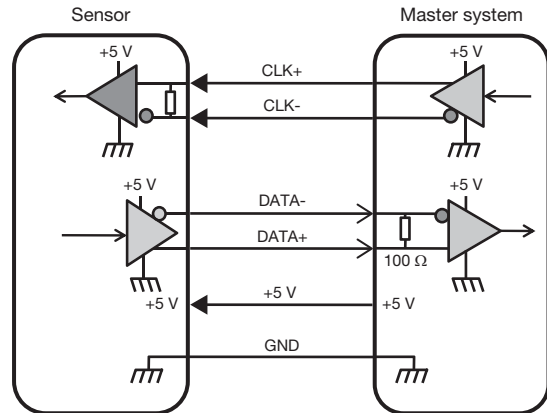 Sensor
Master system
+5 V
CLK+
+5 V
CLK-
+5 V
DATA-
+5 V
DATA+
100 Ω
+5 V
+5 V
+5 V
GND